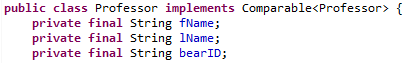 public class Professor implements Comparable<Professor> {
private final String fName;
private final String lName;
private final String bearID;